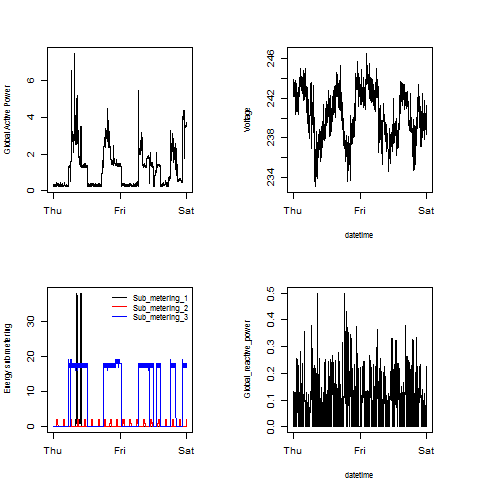 Global Active Power
0 2 4 6
Thu Fri Sat
Voltage
234 238 242 246
Thu Fri Sat
datetime
Energy sub metering
0 10 20 30
Sub_metering_1
Sub_metering_2
Sub_metering_3
Thu Fri Sat
Global_reactive_power
0.0 0.1 0.2 0.3 0.4 0.5
Thu Fri Sat
datetime